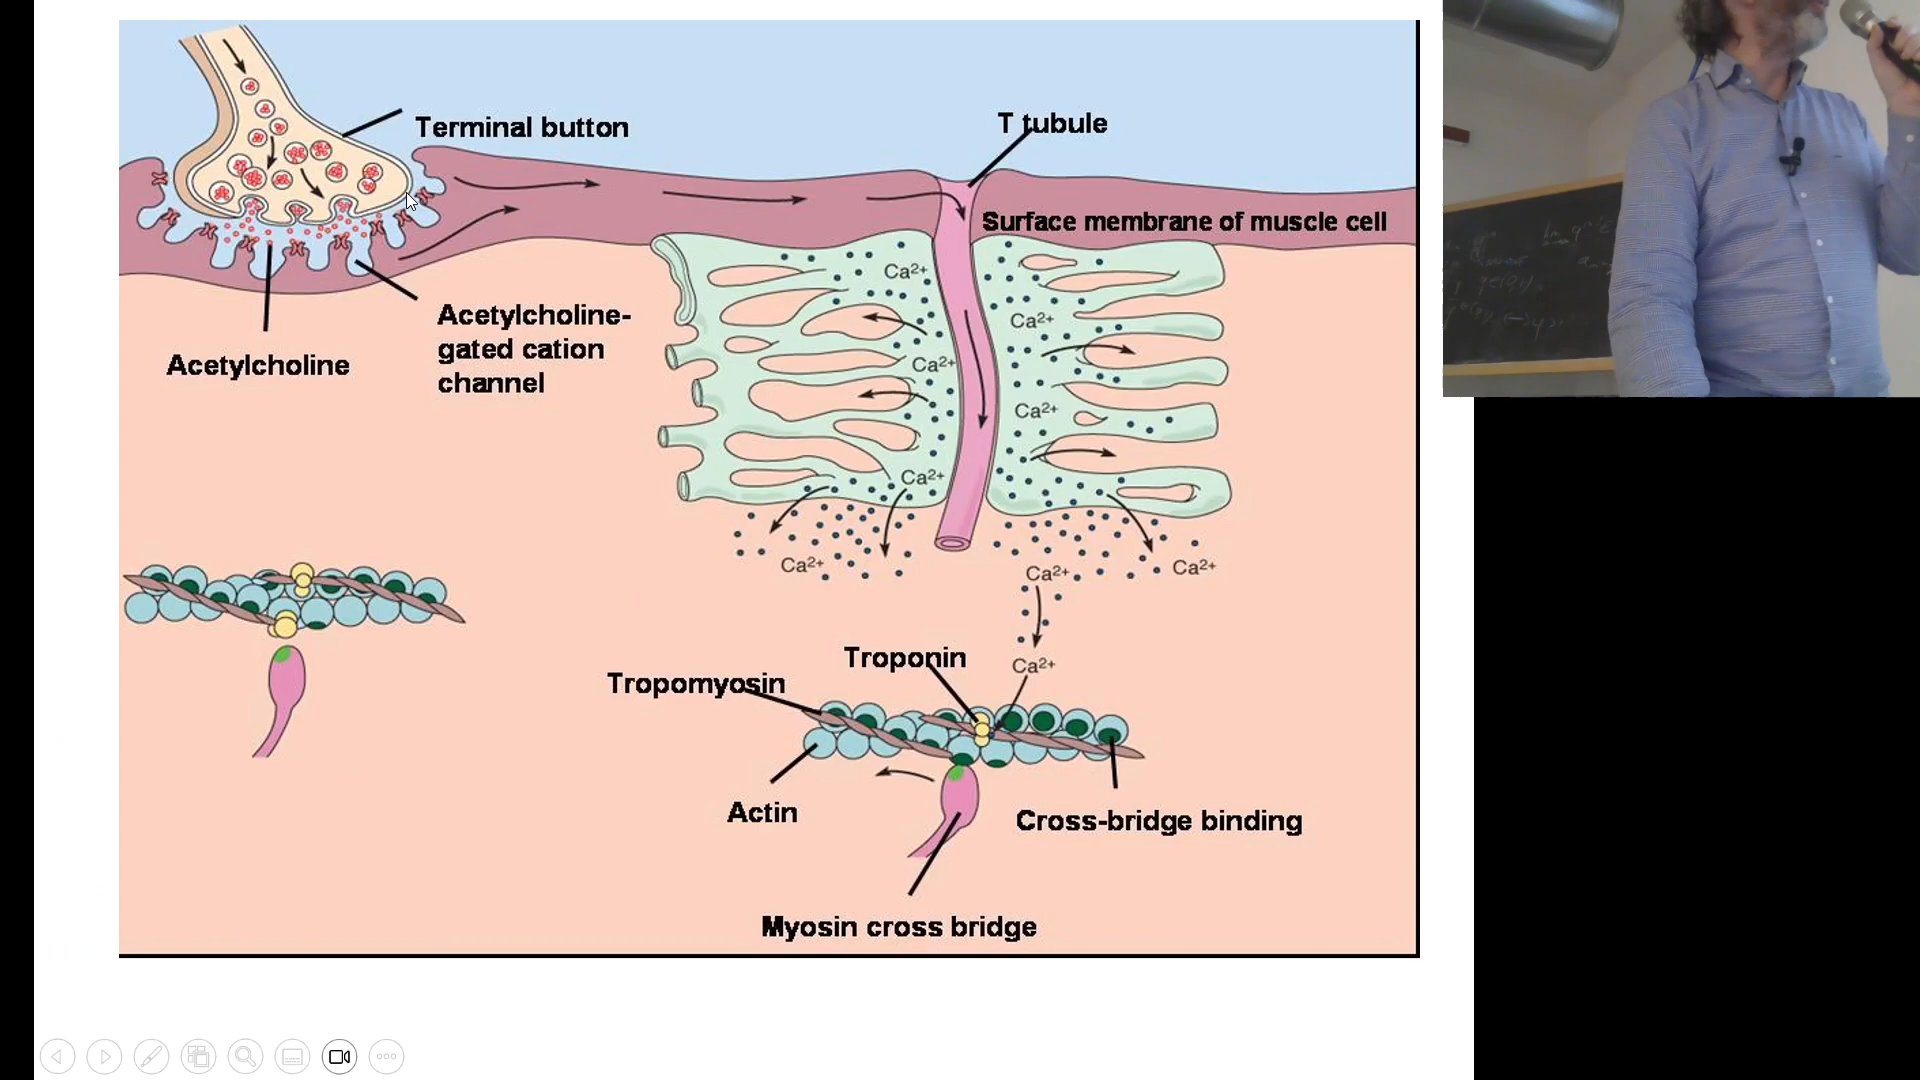 Terminal button
T tubule
Surface membrane of muscle cell
Ca2+
Ca2+
Acetylcholine-
gated cation
channel
Acetylcholine
Ca2+
Ca2+
Ca2+
Ca2+
Ca2+
Ca2+
Ca2+
Troponin
Ca2+
Tropomyosin
Actin
Cross-bridge binding
Myosin cross bridge